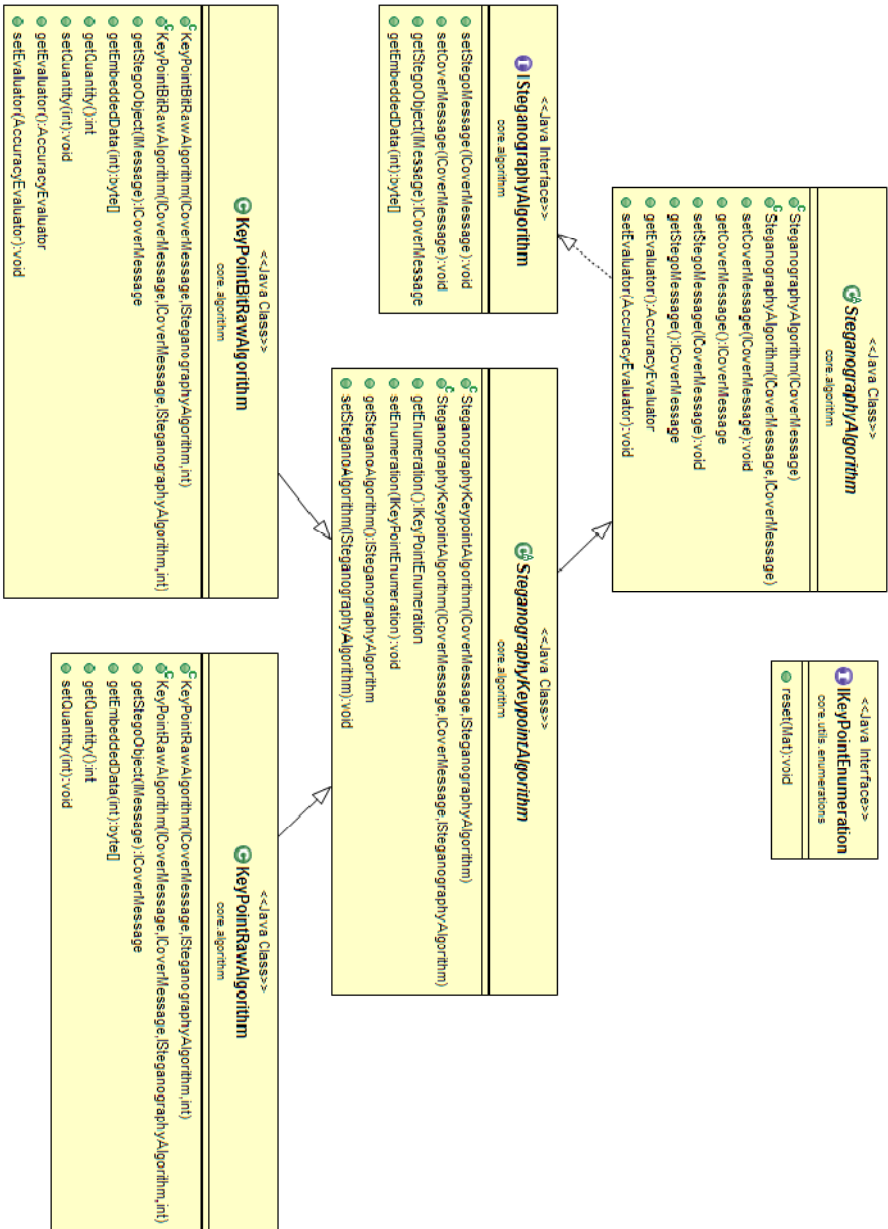 <<Java Class>>
SteganographyAlgorithm
core.algorithm
SteganographyAlgorithm(ICoverMessage)
SteganographyAlgorithm(ICoverMessage,ICoverMessage)
setCoverMessage(ICoverMessage):void
getCoverMessage():ICoverMessage
setStegoMessage(ICoverMessage):void
getStegoMessage():ICoverMessage
getEvaluator():AccuracyEvaluator
setEvaluator(AccuracyEvaluator):void
<<Java Interface>>
IKeyPointEnumeration
core.utils.enumerations
reset(Mat):void
<<Java Interface>>
ISteganographyAlgorithm
core.algorithm
setStegoMessage(ICoverMessage):void
setCoverMessage(ICoverMessage):void
getStegoObject(IMessage):ICoverMessage
getEmbeddedData(int):byte[]
<<Java Class>>
SteganographyKeypointAlgorithm
core.algorithm
SteganographyKeypointAlgorithm(ICoverMessage,ISteganographyAlgorithm)
SteganographyKeypointAlgorithm(ICoverMessage,ICoverMessage,ISteganographyAlgorithm)
getEnumeration():IKeyPointEnumeration
setEnumeration(IKeyPointEnumeration):void
getSteganoAlgorithm():ISteganographyAlgorithm
setSteganoAlgorithm(ISteganographyAlgorithm):void
<<Java Class>>
KeyPointBitRawAlgorithm
core.algorithm
KeyPointBitRawAlgorithm(ICoverMessage,ISteganographyAlgorithm,int)
KeyPointBitRawAlgorithm(ICoverMessage,ICoverMessage,ISteganographyAlgorithm,int)
getStegoObject(IMessage):ICoverMessage
getEmbeddedData(int):byte[]
getQuantity():int
setQuantity(int):void
getEvaluator():AccuracyEvaluator
setEvaluator(AccuracyEvaluator):void
<<Java Class>>
KeyPointRawAlgorithm
core.algorithm
KeyPointRawAlgorithm(ICoverMessage,ISteganographyAlgorithm,int)
KeyPointRawAlgorithm(ICoverMessage,ICoverMessage,ISteganographyAlgorithm,int)
getStegoObject(IMessage):ICoverMessage
getEmbeddedData(int):byte[]
getQuantity():int
setQuantity(int):void